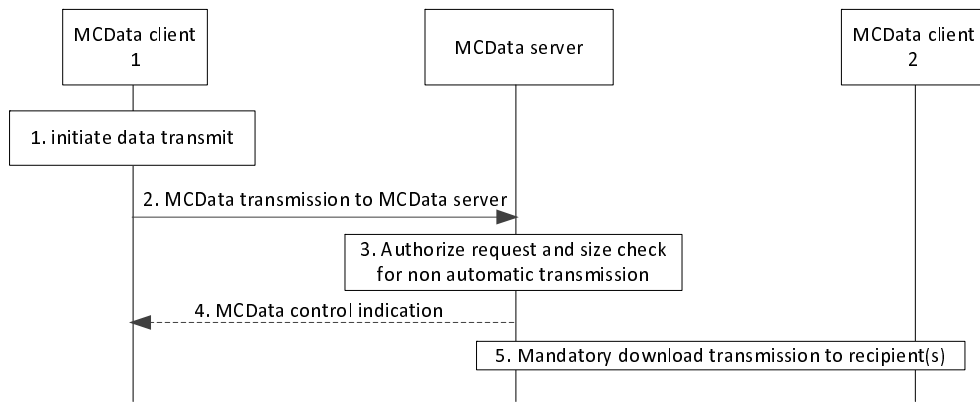 MCData client
1
MCData server
MCData client
2
1. initiate data transmit
2. MCData transmission to MCData server
3. Authorize request and size check
for non automatic transmission
4. MCData control indication
5. Mandatory download transmission to recipient(s)